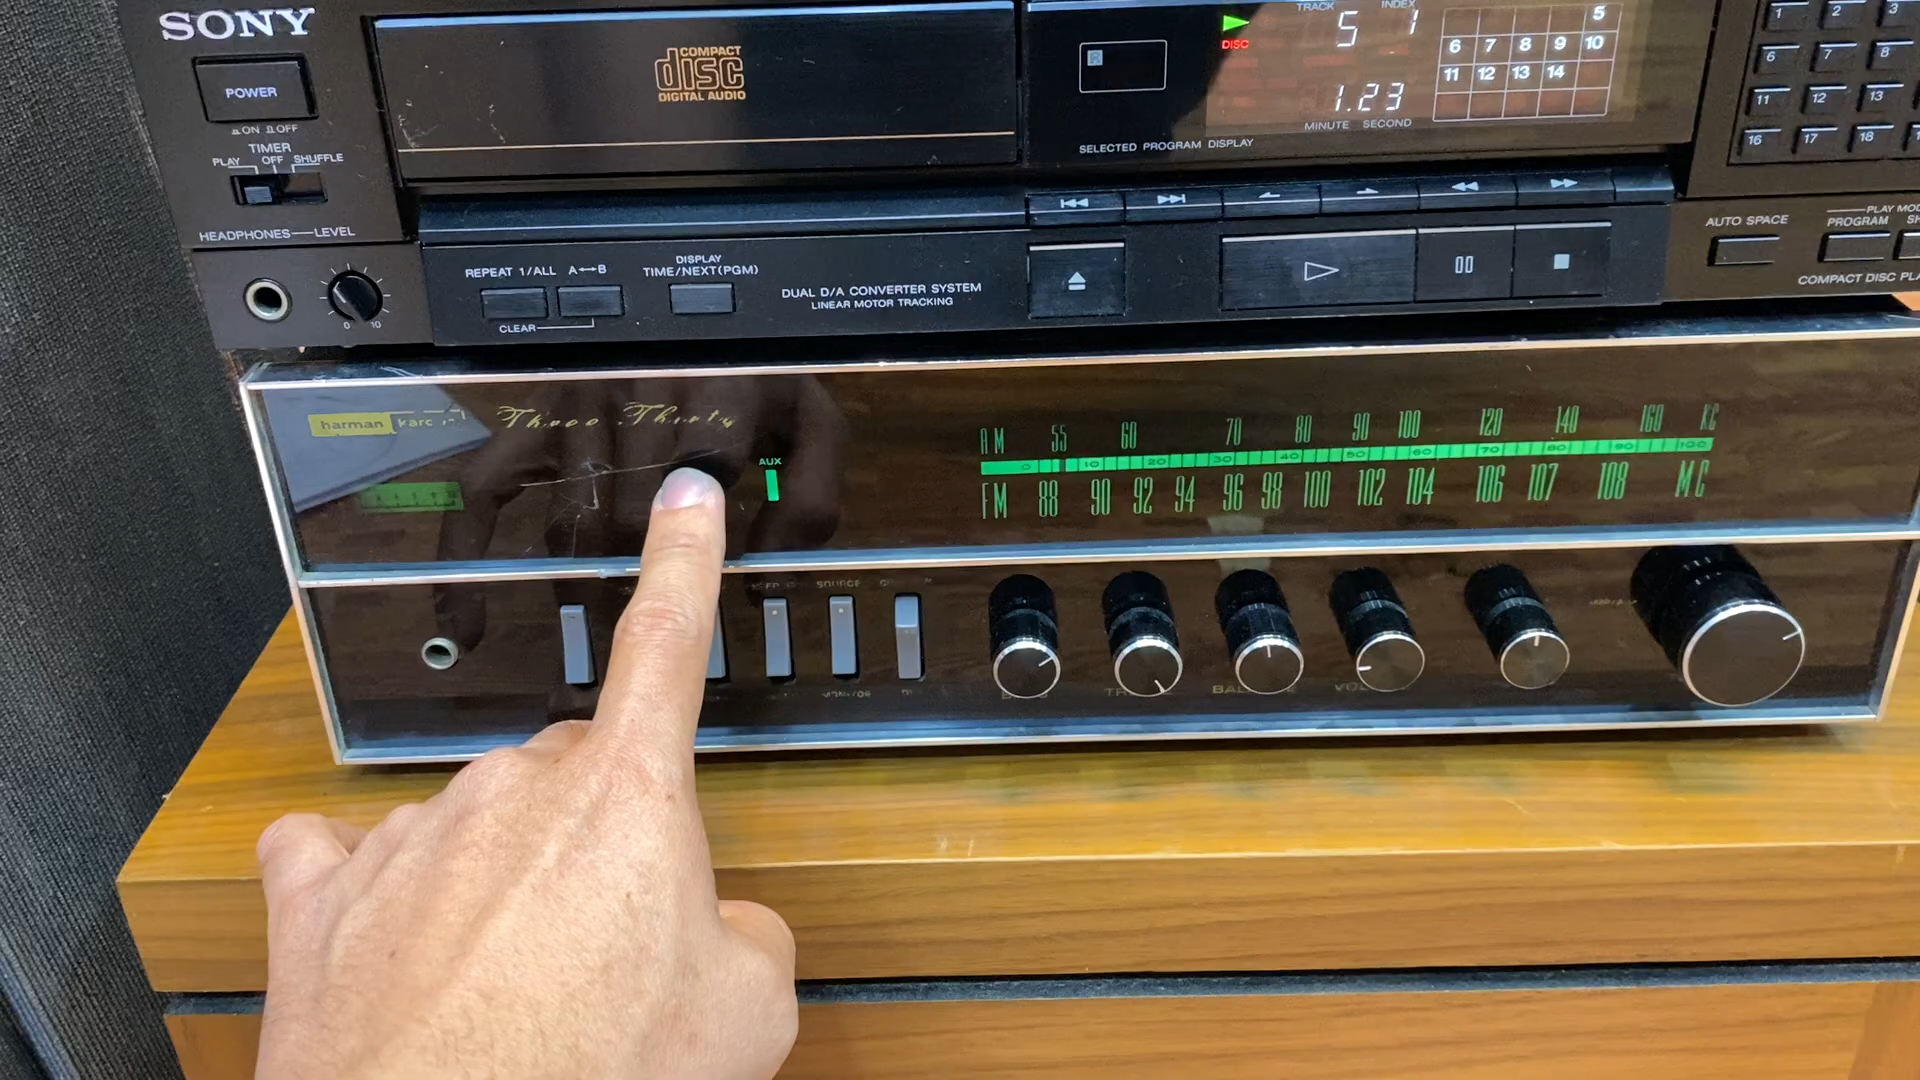 SONY
POWER
ON OFF
TIMER
PLAY OFF SHUFFLE
HEADPHONES LEVEL
0 10
COMPACT
disc
DIGITAL AUDIO
REPEAT 1/ALL A↔B
CLEAR
DISPLAY
TIME/NEXT(PGM)
DUAL D/A CONVERTER SYSTEM
LINEAR MOTOR TRACKING
DISC
TRACK INDEX
5 1
1.23
MINUTE SECOND
5
6 7 8 9 10
11 12 13 14
SELECTED PROGRAM DISPLAY
1 2 3
6 7 8
11 12 13
16 17 18
AUTO SPACE
PLAY
PROGRAM
COMPACT DISC
harman
Three Thirty
AUX
AM 55 60 70 80 90 100 120 140 160 KC
0 10 20 30 40 50 60 70 80 90 100
FM 88 90 92 94 96 98 100 102 104 106 107 108 MC
SOURCE